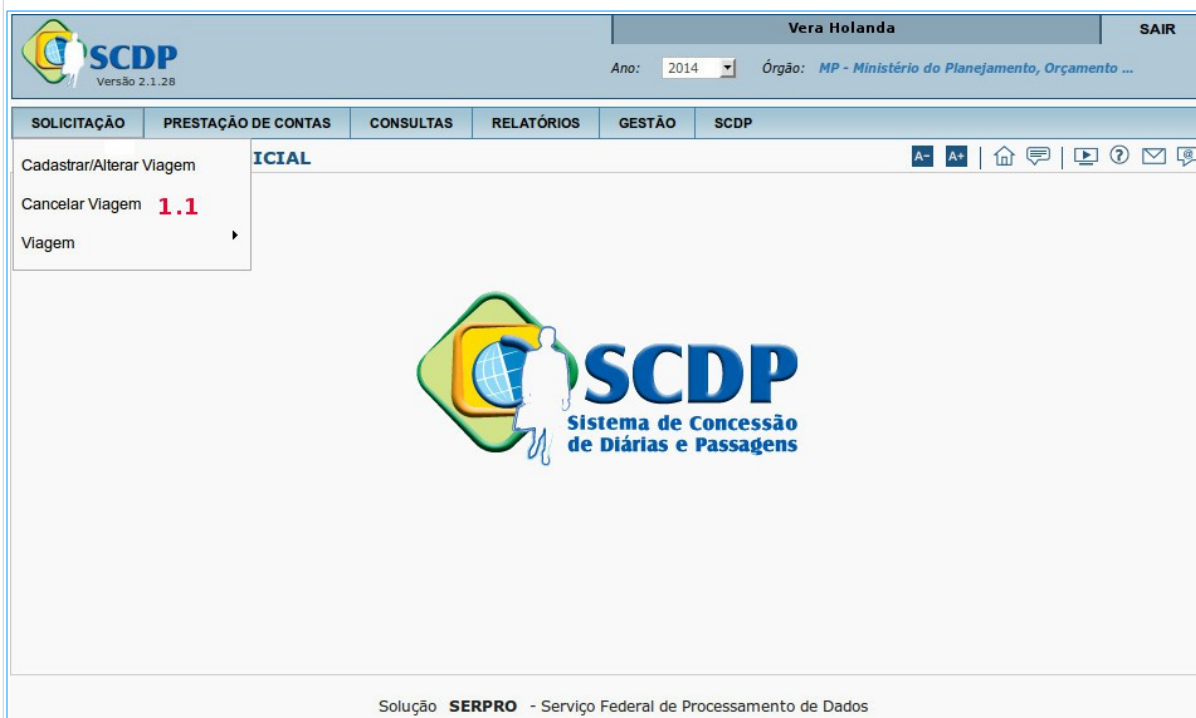 Vera Holanda
SAIR
SCDP
Versão 2.1.28
Ano: 2014 Órgão: MP - Ministério do Planejamento, Orçamento ...
SOLICITAÇÃO PRESTAÇÃO DE CONTAS CONSULTAS RELATÓRIOS GESTÃO SCDP
ICIAL
A- A+
Cadastrar/Alterar Viagem
Cancelar Viagem 1.1
Viagem
SCDP
Sistema de Concessão
de Diárias e Passagens
Solução SERPRO - Serviço Federal de Processamento de Dados